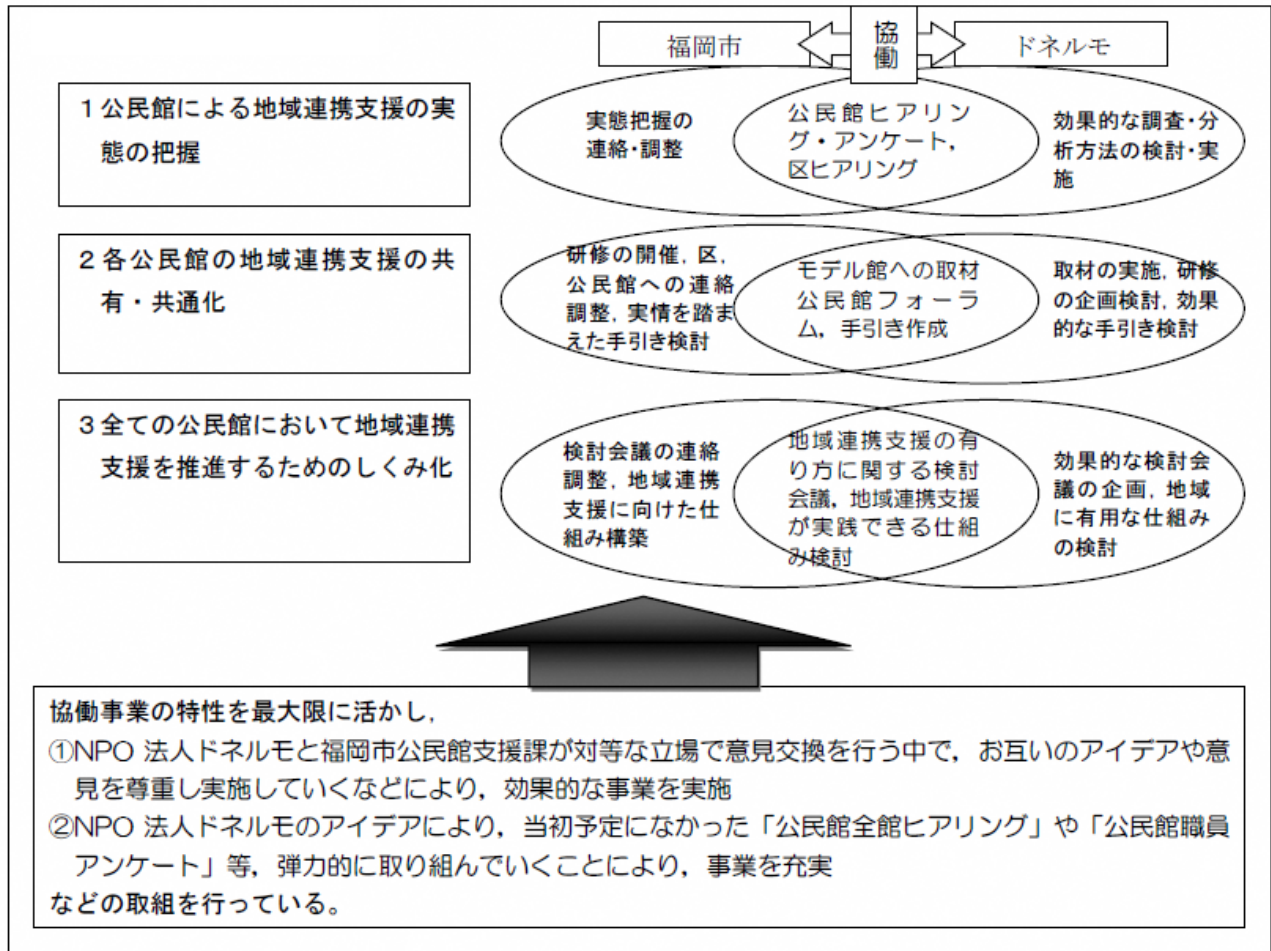 福岡市
協
働
ドネルモ
1公民館による地域連携支援の実
態の把握
実態把握の
連絡・調整
公民館ヒアリン
グ・アンケート，
区ヒアリング
効果的な調査・分
析方法の検討・実
施
2各公民館の地域連携支援の共
有・共通化
研修の開催，区，
公民館への連絡
調整，実情を踏ま
えた手引き検討
モデル館への取材
公民館フォーラ
ム，手引き作成
取材の実施，研修
の企画検討，効果
的な手引き検討
3全ての公民館において地域連携
支援を推進するためのしくみ化
検討会議の連絡
調整，地域連携
支援に向けた仕
組み構築
地域連携支援の有
り方に関する検討
会議，地域連携支援
が実践できる仕組
み検討
効果的な検討会
議の企画，地域
に有用な仕組み
の検討
協働事業の特性を最大限に活かし，
①NPO 法人ドネルモと福岡市公民館支援課が対等な立場で意見交換を行う中で，お互いのアイデアや意
見を尊重し実施していくなどにより，効果的な事業を実施
②NPO 法人ドネルモのアイデアにより，当初予定になかった「公民館全館ヒアリング」や「公民館職員
アンケート」等，弾力的に取り組んでいくことにより，事業を充実
などの取組を行っている。